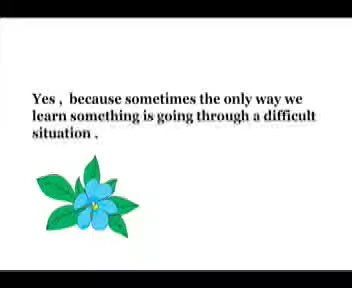 Yes , because sometimes the only way we
learn something is going through a difficult
situation .